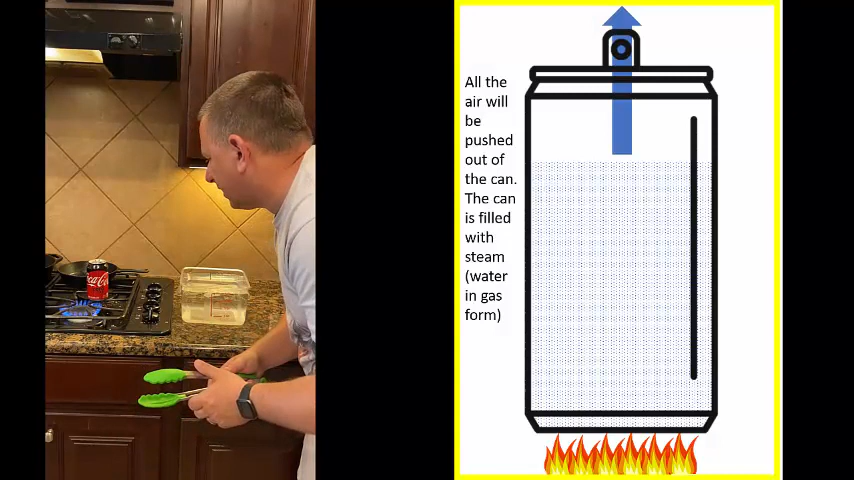 Coca-Cola
All the
air will
be
pushed
out of
the can.
The can
is filled
with
steam
(water
in gas
form)